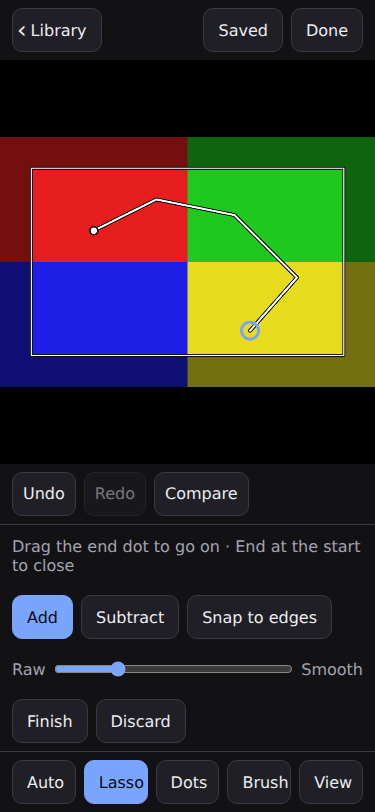 ‹ Library
Saved
Done
Undo
Redo
Compare
Drag the end dot to go on · End at the start
to close
Add
Subtract
Snap to edges
Raw
Smooth
Finish
Discard
Auto
Lasso
Dots
Brush
View